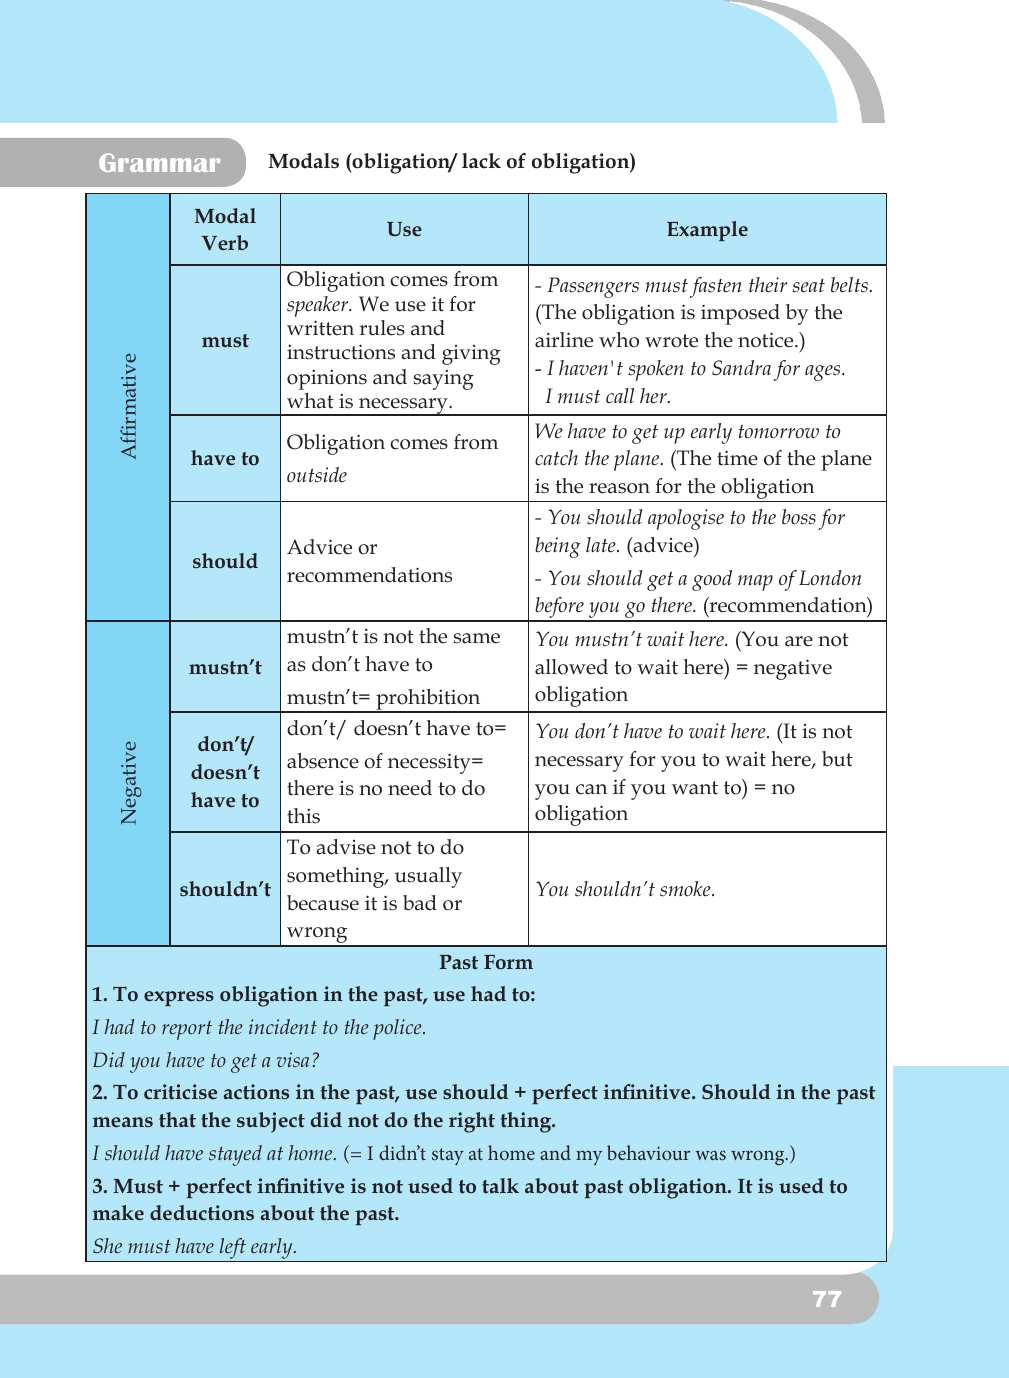 Grammar
Modals (obligation/ lack of obligation)
Modal
Verb
Use
Example
Affirmative
must
Obligation comes from
speaker. We use it for
written rules and
instructions and giving
opinions and saying
what is necessary.
- Passengers must fasten their seat belts.
(The obligation is imposed by the
airline who wrote the notice.)
- I haven't spoken to Sandra for ages.
I must call her.
have to
Obligation comes from
outside
We have to get up early tomorrow to
catch the plane. (The time of the plane
is the reason for the obligation
should
Advice or
recommendations
- You should apologise to the boss for
being late. (advice)
- You should get a good map of London
before you go there. (recommendation)
Negative
mustn't
mustn't is not the same
as don't have to
mustn't= prohibition
You mustn't wait here. (You are not
allowed to wait here) = negative
obligation
don't/
doesn't
have to
don't/ doesn't have to=
absence of necessity=
there is no need to do
this
You don't have to wait here. (It is not
necessary for you to wait here, but
you can if you want to) = no
obligation
shouldn't
To advise not to do
something, usually
because it is bad or
wrong
You shouldn't smoke.
Past Form
1. To express obligation in the past, use had to:
I had to report the incident to the police.
Did you have to get a visa?
2. To criticise actions in the past, use should + perfect infinitive. Should in the past
means that the subject did not do the right thing.
I should have stayed at home. (= I didn't stay at home and my behaviour was wrong.)
3. Must + perfect infinitive is not used to talk about past obligation. It is used to
make deductions about the past.
She must have left early.
77